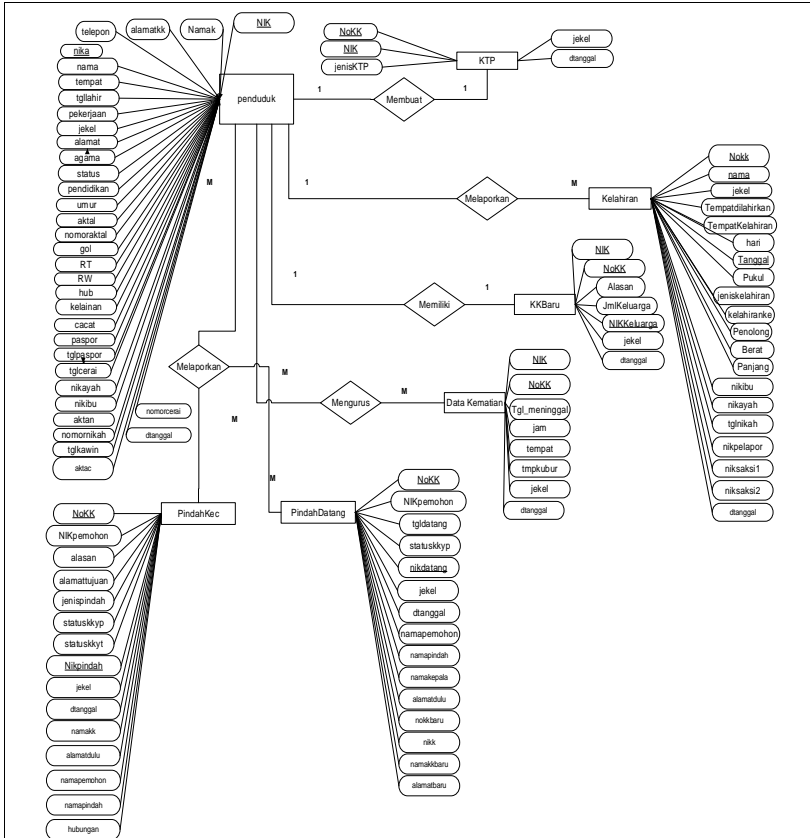 telepon
alamatkk
Namak
NIK
nika
nama
tempat
tgllahir
pekerjaan
jekel
alamat
agama
status
pendidikan
umur
aktal
nomoraktal
gol
RT
RW
hub
kelainan
cacat
paspor
tglpaspor
tglcerai
nikayah
nikibu
aktan
nomornikah
tglkawin
aktac
nomorcerai
dtanggal
penduduk
1
Membuat
1
NoKK
NIK
jenisKTP
KTP
jekel
dtanggal
M
1
Melaporkan
M
Kelahiran
Nokk
nama
jekel
Tempatdilahirkan
TempatKelahiran
hari
Tanggal
Pukul
jeniskelahiran
kelahiranke
Penolong
Berat
Panjang
nikibu
nikayah
tglnikah
nikpelapor
niksaksi1
niksaksi2
dtanggal
1
Memiliki
1
KKBaru
NIK
NoKK
Alasan
JmlKeluarga
NIKKeluarga
jekel
dtanggal
Melaporkan
M
M
M
Mengurus
M
Data Kematian
NIK
NoKK
Tgl_meninggal
jam
tempat
tmpkubur
jekel
dtanggal
PindahKec
NoKK
NIKpemohon
alasan
alamattujuan
jenispindah
statuskkyp
statuskkyt
Nikpindah
jekel
dtanggal
namakk
alamatdulu
namapemohon
namapindah
hubungan
M
PindahDatang
NoKK
NIKpemohon
tgldatang
statuskkyp
nikdatang
jekel
dtanggal
namapemohon
namapindah
namakepala
alamatdulu
nokkbaru
nikk
namakkbaru
alamatbaru